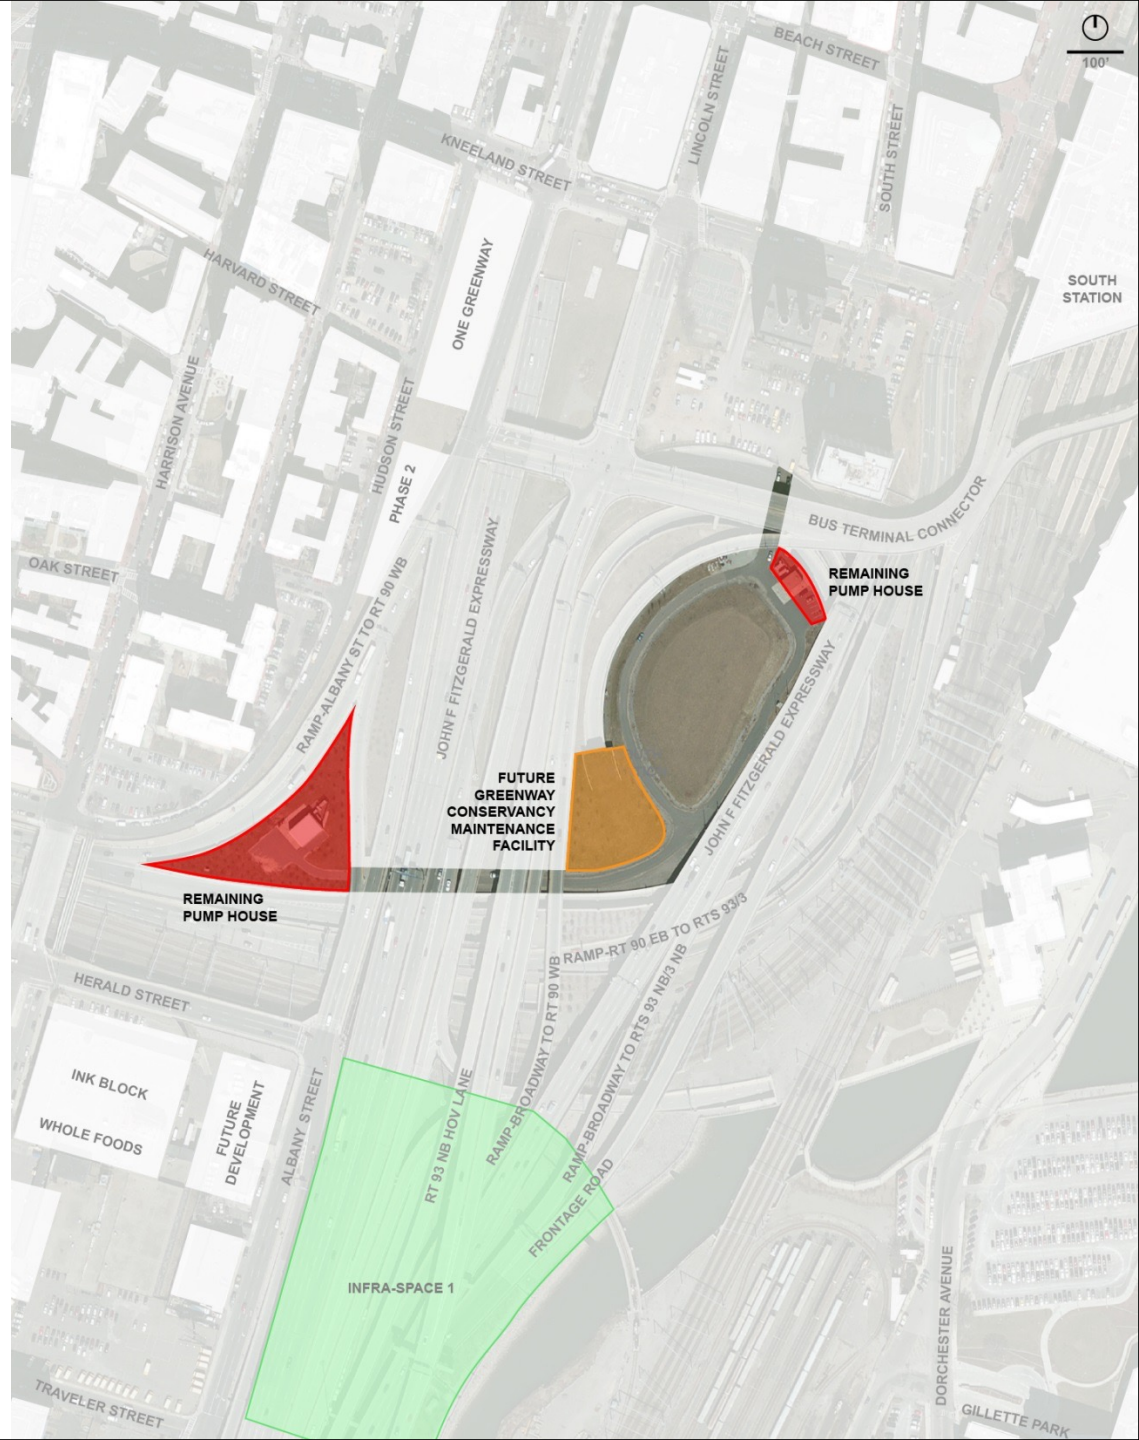 BEACH STREET
100'
LINCOLN STREET
KNEELAND STREET
SOUTH STREET
HARVARD STREET
ONE GREENWAY
SOUTH
STATION
HARRISON AVENUE
HUDSON STREET
PHASE 2
BUS TERMINAL CONNECTOR
OAK STREET
RAMP-ALBANY ST TO RT 90 WB
JOHN F FITZGERALD EXPRESSWAY
REMAINING
PUMP HOUSE
JOHN F FITZGERALD EXPRESSWAY
FUTURE
GREENWAY
CONSERVANCY
MAINTENANCE
FACILITY
REMAINING
PUMP HOUSE
RAMP-RT 90 EB TO RTS 93/3
HERALD STREET
RAMP-BROADWAY TO RT 90 WB
RAMP-BROADWAY TO RTS 93 NB/3 NB
INK BLOCK
WHOLE FOODS
FUTURE
DEVELOPMENT
ALBANY STREET
RT 93 NB HOV LANE
FRONTAGE ROAD
INFRA-SPACE 1
DORCHESTER AVENUE
TRAVELER STREET
GILLETTE PARK